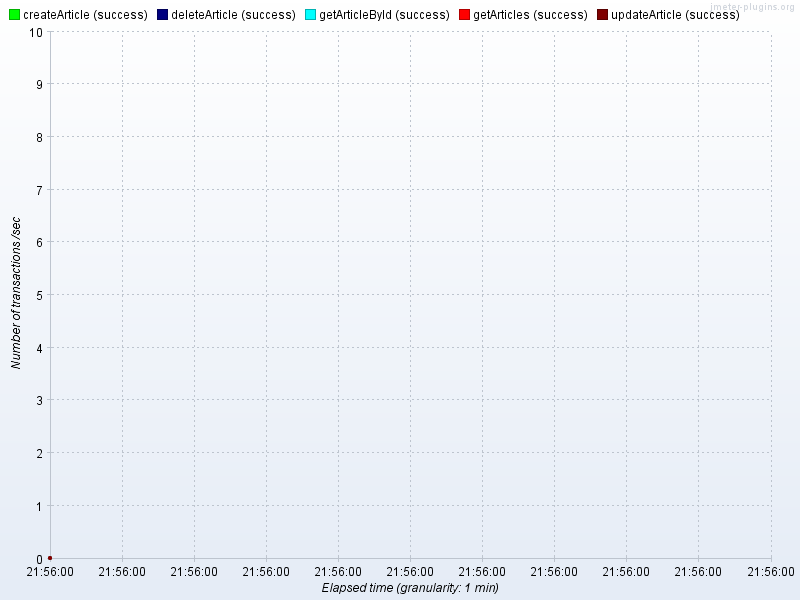 jmeter-plugins.org
createArticle (success) deleteArticle (success) getArticleById (success) getArticles (success) updateArticle (success)
10
9
8
7
6
5
4
3
2
1
0
Number of transactions /sec
21:56:00 21:56:00 21:56:00 21:56:00 21:56:00 21:56:00 21:56:00 21:56:00 21:56:00 21:56:00 21:56:00
Elapsed time (granularity: 1 min)